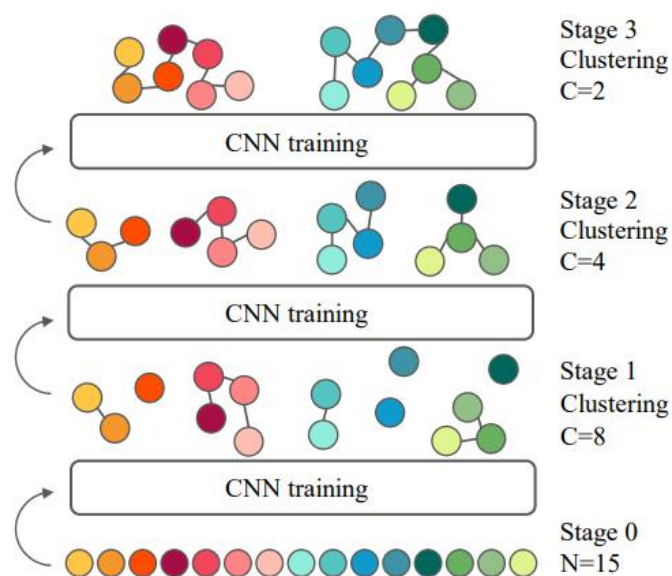 Stage 3
Clustering
C=2
CNN training
Stage 2
Clustering
C=4
CNN training
Stage 1
Clustering
C=8
CNN training
Stage 0
N=15